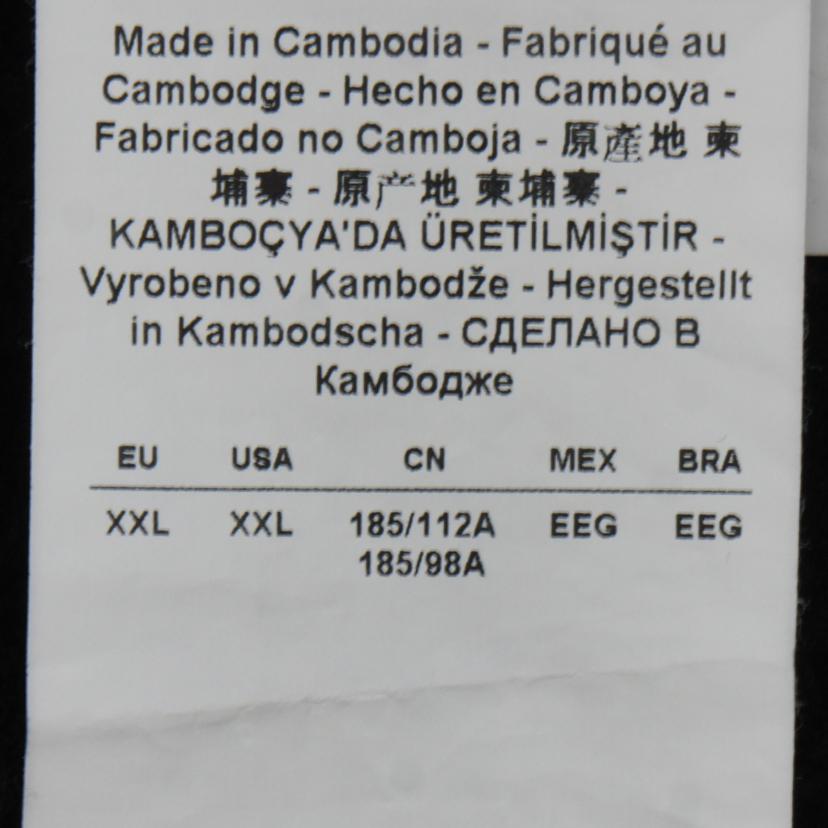 Made in Cambodia - Fabriqué au
Cambodge - Hecho en Camboya -
Fabricado no Camboja - 原產地 柬
埔寨 - 原产地 柬埔寨 -
KAMBOÇYA'DA ÜRETİLMİŞTİR -
Vyrobeno v Kambodže - Hergestellt
in Kambodscha - СДЕЛАНО В
Камбодже
EU USA CN MEX BRA
XXL XXL 185/112A EEG EEG
185/98A